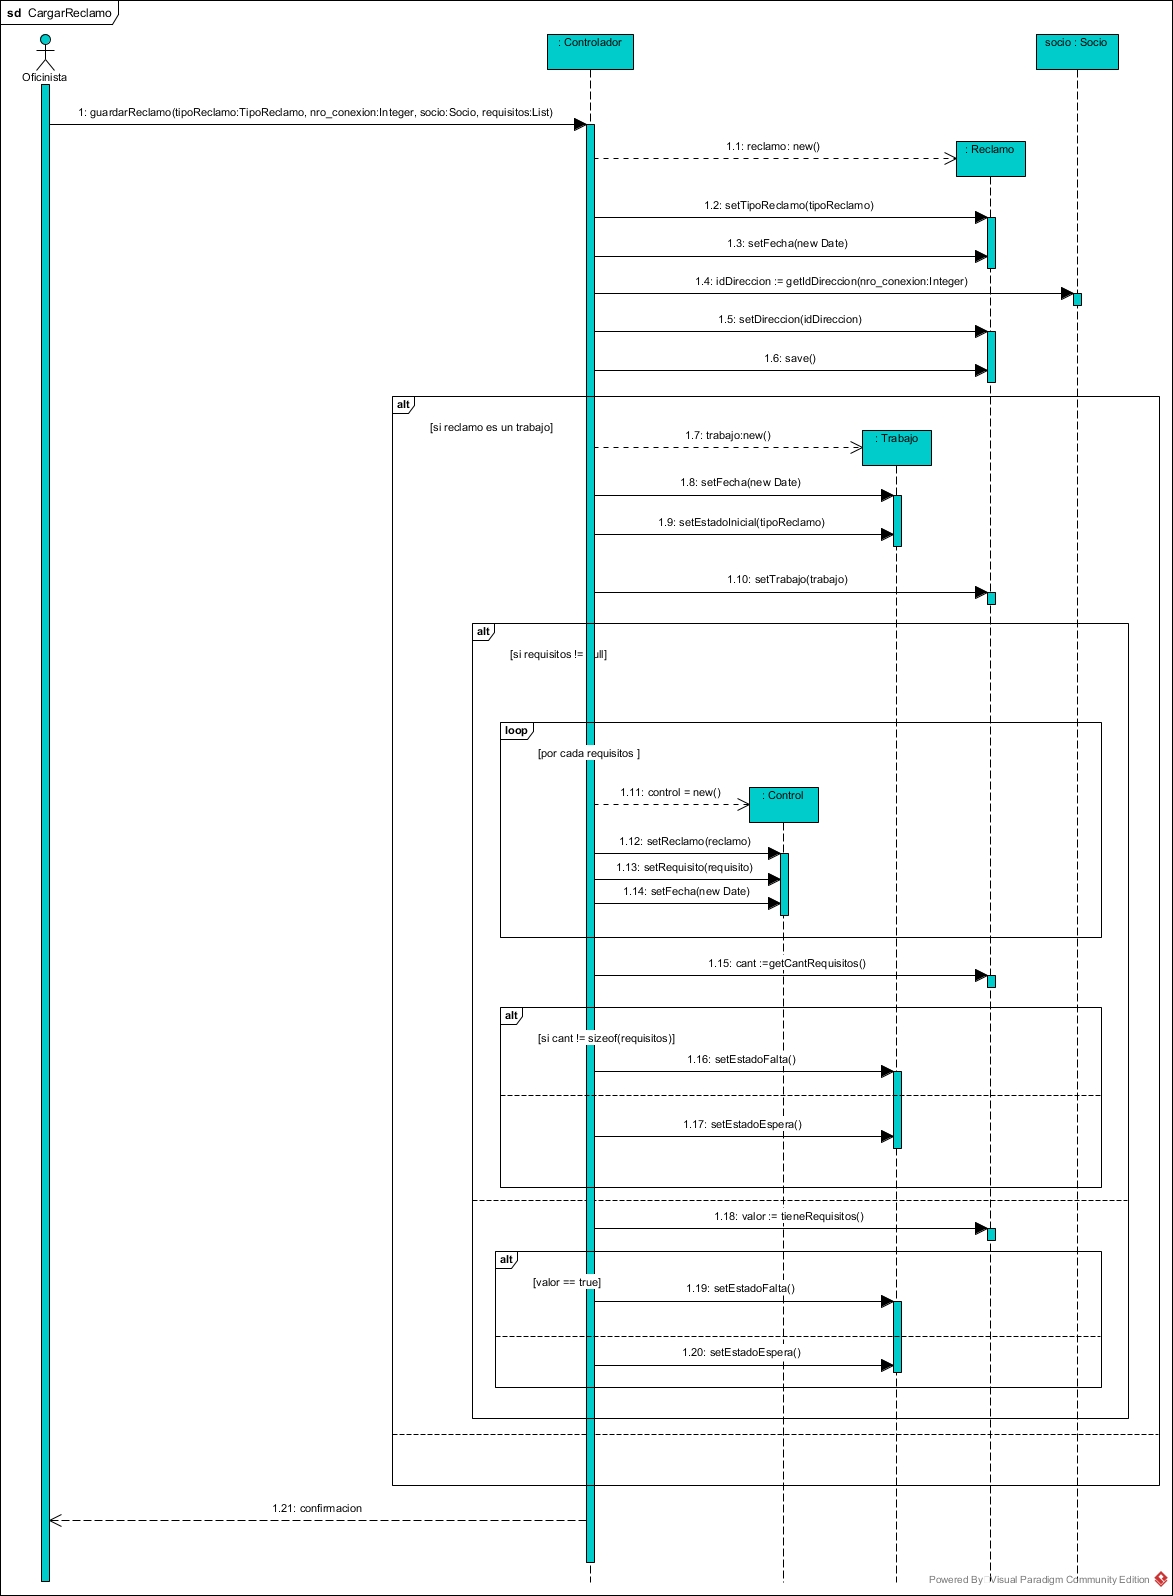 sd CargarReclamo
Oficinista
: Controlador
socio : Socio
1: guardarReclamo(tipoReclamo:TipoReclamo, nro_conexion:Integer, socio:Socio, requisitos:List)
1.1: reclamo: new()
: Reclamo
1.2: setTipoReclamo(tipoReclamo)
1.3: setFecha(new Date)
1.4: idDireccion := getIdDireccion(nro_conexion:Integer)
1.5: setDireccion(idDireccion)
1.6: save()
alt
[si reclamo es un trabajo]
1.7: trabajo:new()
: Trabajo
1.8: setFecha(new Date)
1.9: setEstadoInicial(tipoReclamo)
1.10: setTrabajo(trabajo)
alt
[si requisitos != ull]
loop
[por cada requisitos ]
1.11: control = new()
: Control
1.12: setReclamo(reclamo)
1.13: setRequisito(requisito)
1.14: setFecha(new Date)
1.15: cant :=getCantRequisitos()
alt
[si cant != sizeof(requisitos)]
1.16: setEstadoFalta()
1.17: setEstadoEspera()
1.18: valor := tieneRequisitos()
alt
[valor == true]
1.19: setEstadoFalta()
1.20: setEstadoEspera()
1.21: confirmacion
Powered By Visual Paradigm Community Edition